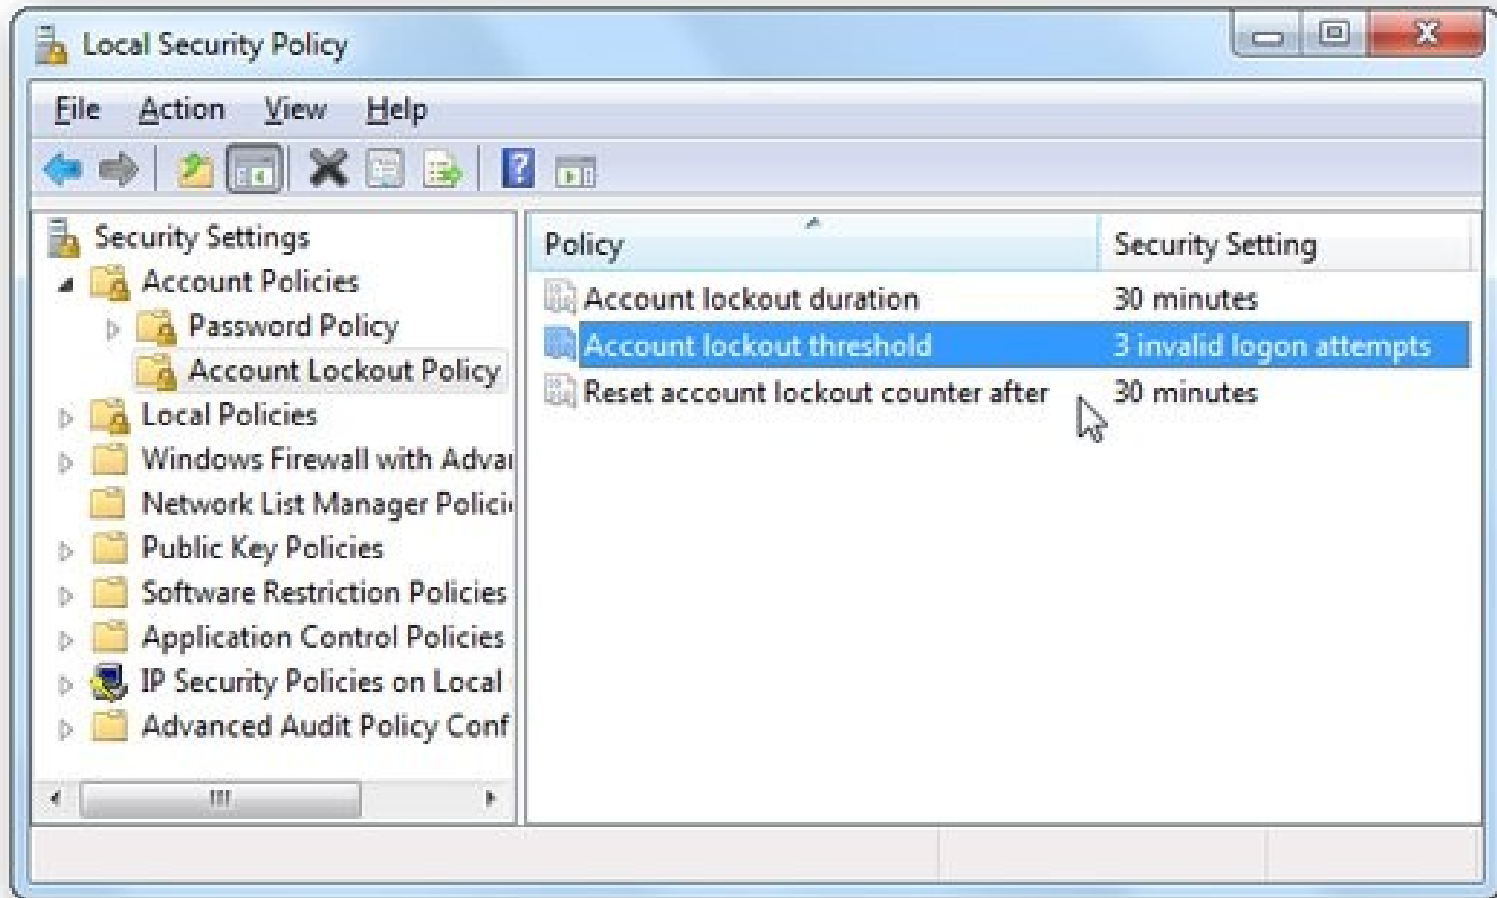 Local Security Policy
File Action View Help
Security Settings
Account Policies
Password Policy
Account Lockout Policy
Local Policies
Windows Firewall with Advan
Network List Manager Polici
Public Key Policies
Software Restriction Policies
Application Control Policies
IP Security Policies on Local
Advanced Audit Policy Conf
Policy Security Setting
Account lockout duration 30 minutes
Account lockout threshold 3 invalid logon attempts
Reset account lockout counter after 30 minutes